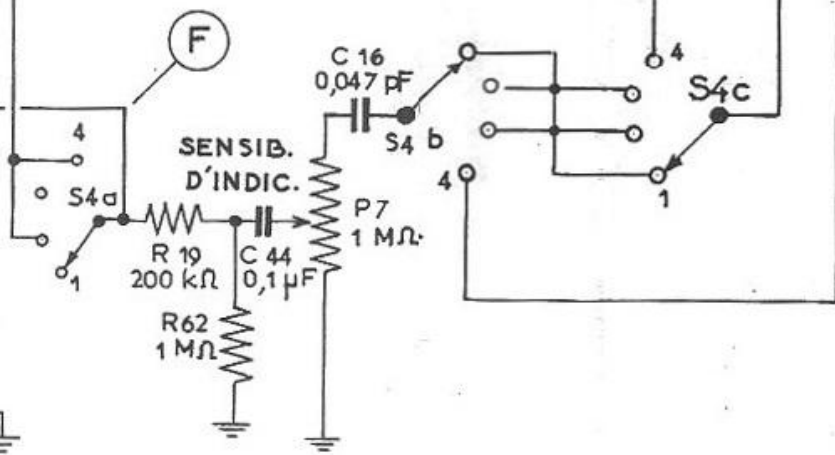 F
C 16
0,047 pF
4
S4c
S4 b
4
SENSIB.
D'INDIC.
S4a
4
P7
1 MΩ.
1
1
R 19
200 kΩ
C 44
0,1 µF
R62
1 MΩ